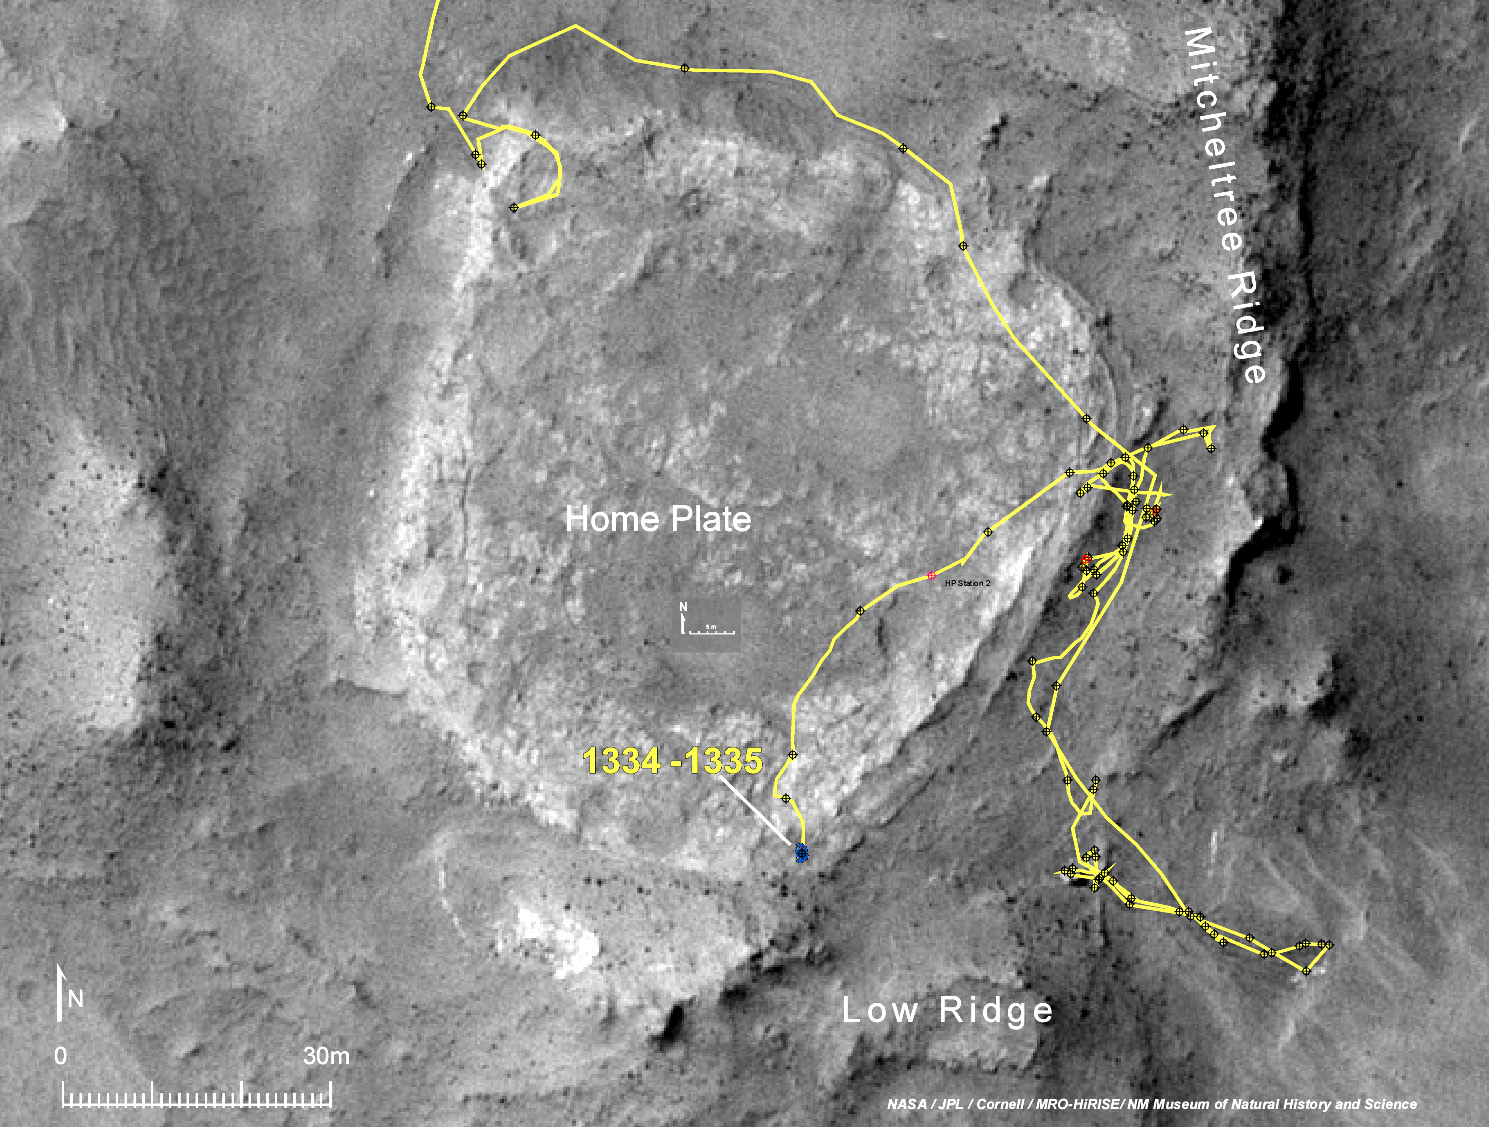 Mitcheltree Ridge
Home Plate
HP Station 2
N
5 m
1334 -1335
N
Low Ridge
0 30m
NASA / JPL / Cornell / MRO-HiRISE/ NM Museum of Natural History and Science